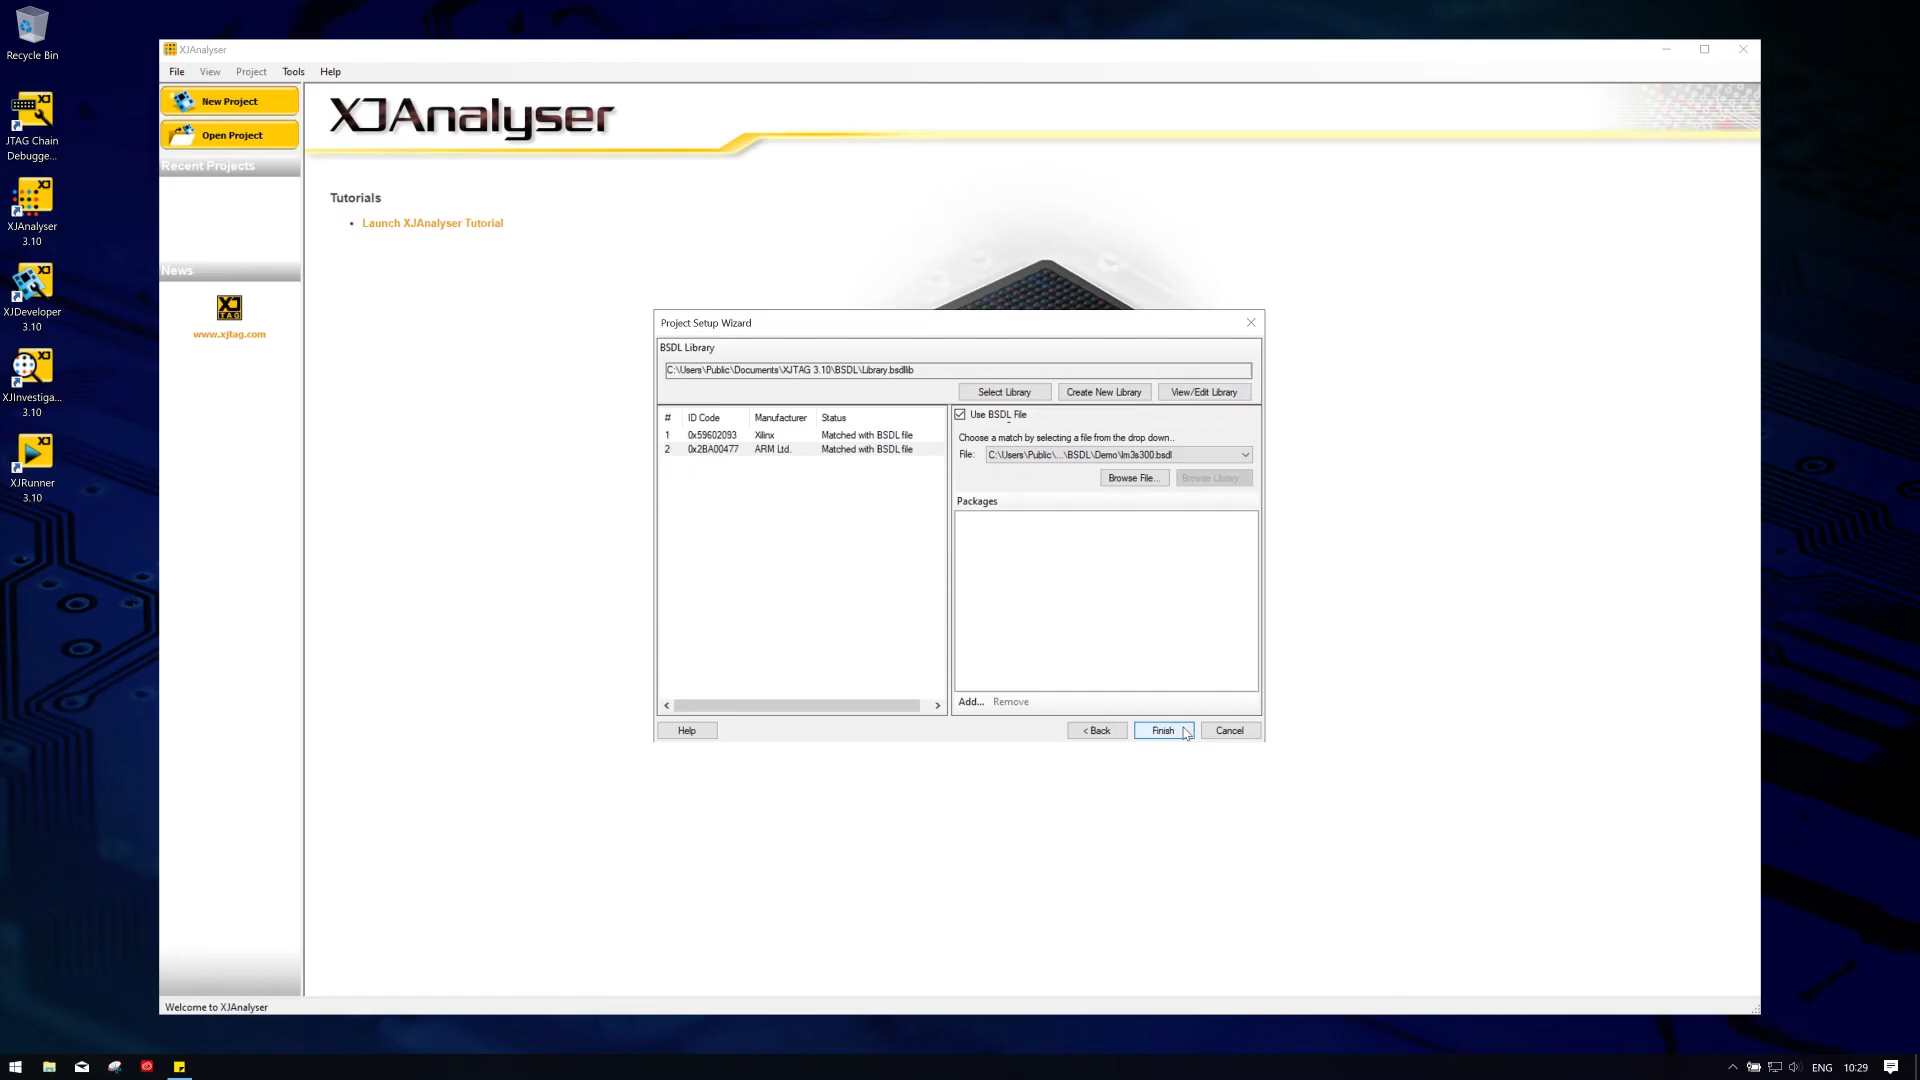 Recycle Bin
JTAG Chain
Debugge...
XJAnalyser
3.10
XJDeveloper
3.10
XJInvestiga...
3.10
XJRunner
3.10
XJAnalyser
File View Project Tools Help
New Project
Open Project
Recent Projects
News
XJ
TAG
www.xjtag.com
XJAnalyser
Tutorials
• Launch XJAnalyser Tutorial
Project Setup Wizard
BSDL Library
C:\Users\Public\Documents\XJTAG 3.10\BSDL\Library.bsdllib
Select Library Create New Library View/Edit Library
# ID Code Manufacturer Status
1 0x59602093 Xilinx Matched with BSDL file
2 0x2BA00477 ARM Ltd. Matched with BSDL file
Use BSDL File
Choose a match by selecting a file from the drop down..
File: C:\Users\Public\...\BSDL\Demo\lm3s300.bsdl
Browse File... Browse Library...
Packages
Add... Remove
Help < Back Finish Cancel
Welcome to XJAnalyser
ENG 10:29